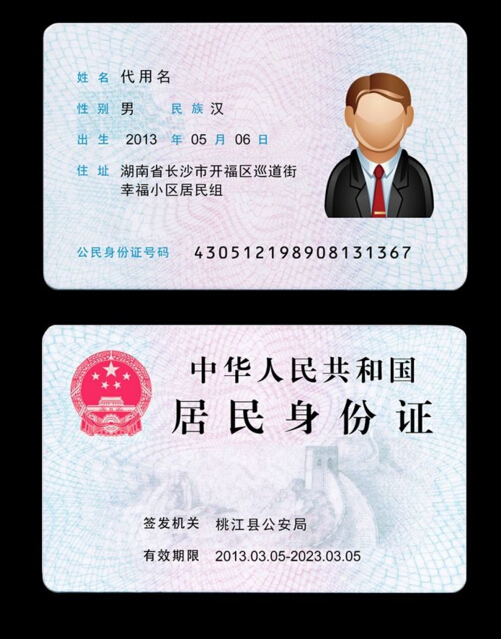 姓名 代用名
性别 男 民族 汉
出生 2013 年 05 月 06 日
住址 湖南省长沙市开福区巡道街
幸福小区居民组
公民身份证号码 430512198908131367
中华人民共和国
居民身份证
签发机关 桃江县公安局
有效期限 2013.03.05-2023.03.05